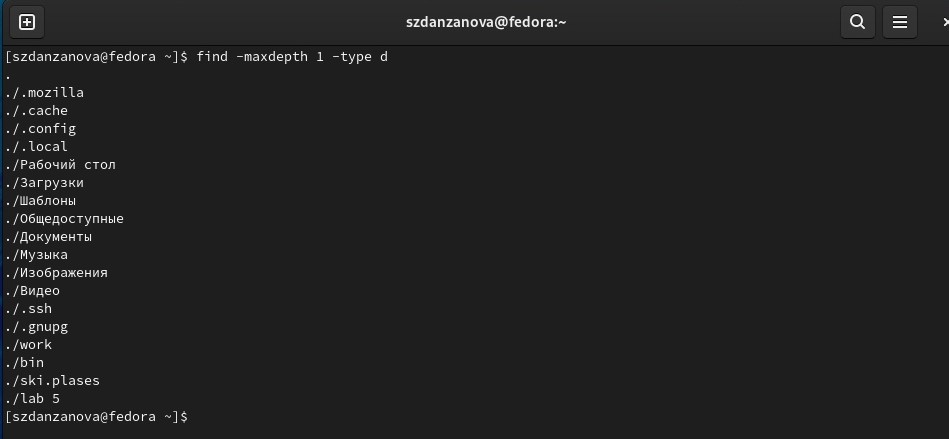 szdanzanova@fedora:~
[szdanzanova@fedora ~]$ find -maxdepth 1 -type d
.
./.mozilla
./.cache
./.config
./.local
./Рабочий стол
./Загрузки
./Шаблоны
./Общедоступные
./Документы
./Музыка
./Изображения
./Видео
./.ssh
./.gnupg
./work
./bin
./ski.plases
./lab 5
[szdanzanova@fedora ~]$